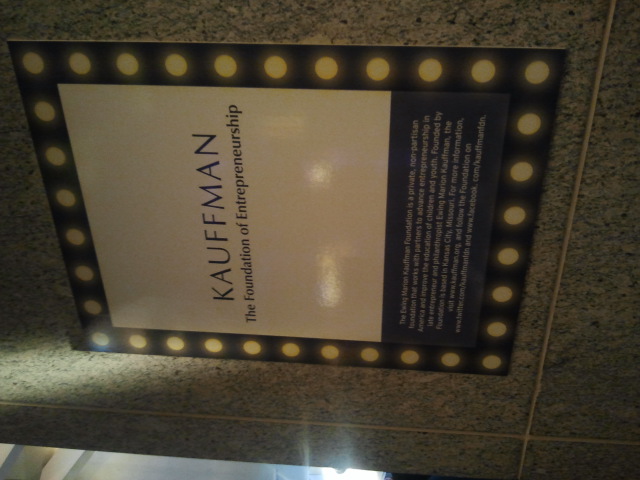 KAUFFMAN
The Foundation of Entrepreneurship
The Ewing Marion Kauffman Foundation is a private, non-partisan
foundation that works with partners to advance entrepreneurship in
America and improve the education of children and youth. Founded by
late entrepreneur and philanthropist Ewing Marion Kauffman, the
Foundation is based in Kansas City, Missouri. For more information,
visit www.kauffman.org, and follow the Foundation on
www.twitter.com/kauffmanfdn and www.facebook. com/kauffmanfdn.